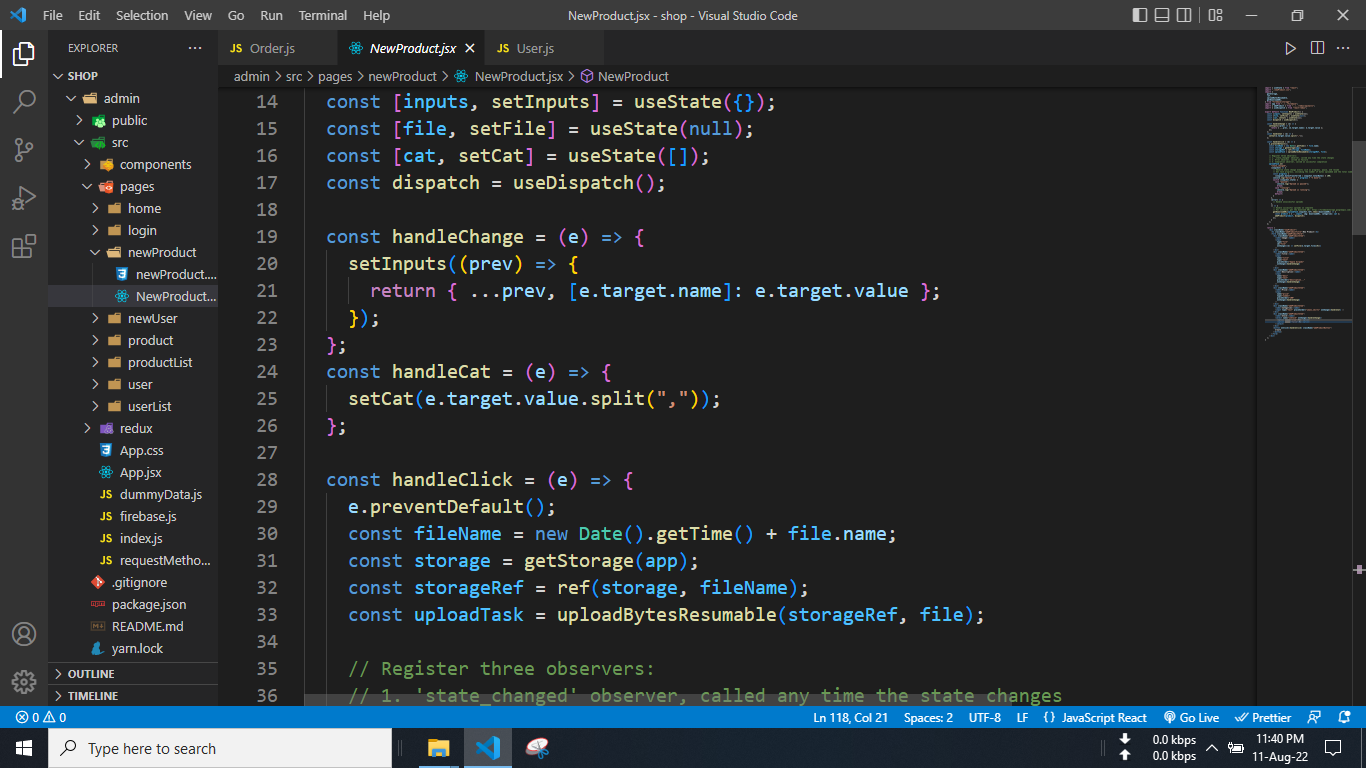 File Edit Selection View Go Run Terminal Help NewProduct.jsx - shop - Visual Studio Code
EXPLORER ···
JS Order.js NewProduct.jsx JS User.js
SHOP
admin > src > pages > newProduct > NewProduct.jsx > NewProduct
admin
public
src
components
pages
home
login
newProduct
newProduct....
NewProduct...
newUser
product
productList
user
userList
redux
App.css
App.jsx
JS dummyData.js
JS firebase.js
JS index.js
JS requestMetho...
.gitignore
package.json
README.md
yarn.lock
OUTLINE
TIMELINE
14 const [inputs, setInputs] = useState({});
15 const [file, setFile] = useState(null);
16 const [cat, setCat] = useState([]);
17 const dispatch = useDispatch();
18
19 const handleChange = (e) => {
20 setInputs((prev) => {
21 return { ...prev, [e.target.name]: e.target.value };
22 });
23 };
24 const handleCat = (e) => {
25 setCat(e.target.value.split(","));
26 };
27
28 const handleClick = (e) => {
29 e.preventDefault();
30 const fileName = new Date().getTime() + file.name;
31 const storage = getStorage(app);
32 const storageRef = ref(storage, fileName);
33 const uploadTask = uploadBytesResumable(storageRef, file);
34
35 // Register three observers:
36 // 1. 'state_changed' observer, called any time the state changes
0 0 Ln 118, Col 21 Spaces: 2 UTF-8 LF {} JavaScript React Go Live Prettier
Type here to search
0.0 kbps
0.0 kbps
11:40 PM
11-Aug-22